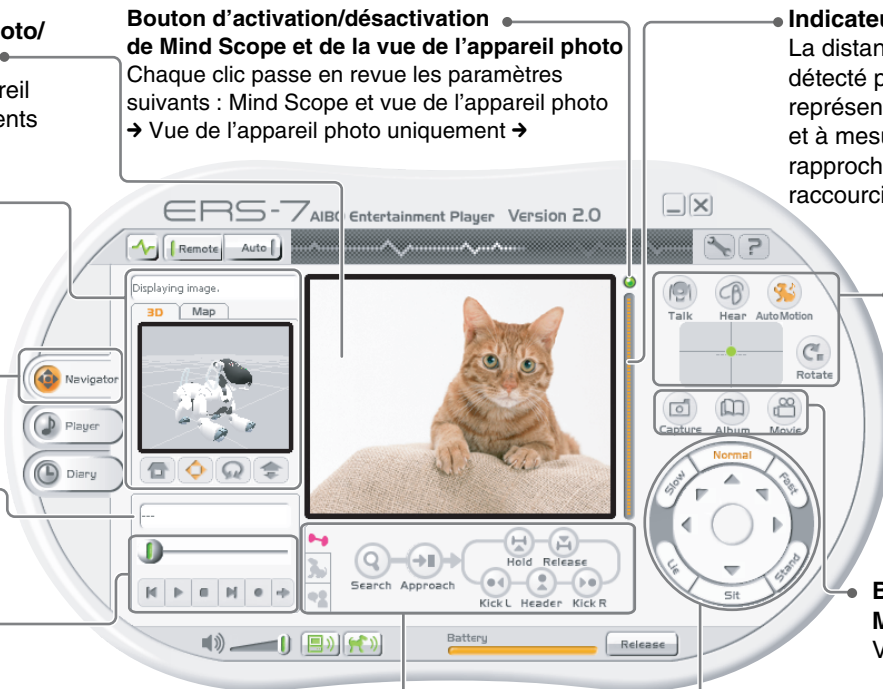 oto/
reil
ents
Bouton d'activation/désactivation
de Mind Scope et de la vue de l'appareil photo
Chaque clic passe en revue les paramètres
suivants : Mind Scope et vue de l'appareil photo
➔ Vue de l'appareil photo uniquement ➔
Indicateu
La distan
détecté p
représen
et à mesu
rapproch
raccourci
ERS-7 AIBO Entertainment Player Version 2.0
Remote Auto
?
Displaying image.
3D Map
Talk Hear AutoMotion
Rotate
Navigator
Player
Diary
Capture Album Movie
Normal
Slow Fast
Lie Stand
Sit
---
Search Approach
Hold Release
Kick L Header Kick R
Battery
Release
B
M
V